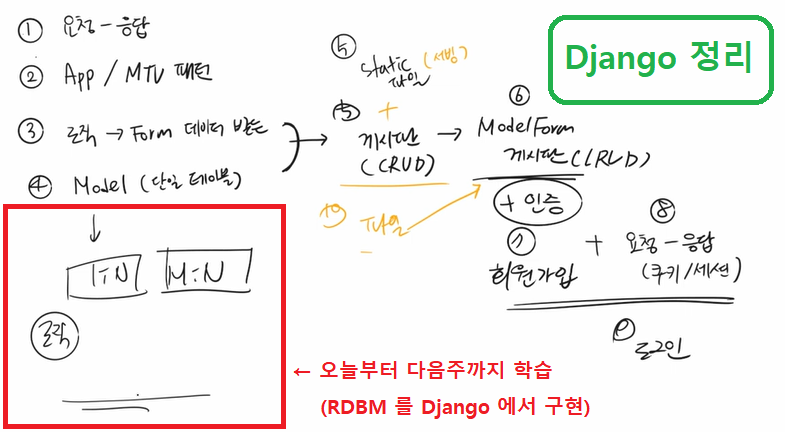 Django 정리
① 요청-응답
② App / MTV 패턴
③ 로직 → Form 데이터 받는
④ Model (단일 테이블)
↓
1:N
M:N
로직
⑤
static (서빙)
파일
⑤ +
게시판
(CRUD)
파일
⑥
ModelForm
게시판 (CRUD)
+ 인증
⑦
회원가입
+
⑧
요청-응답
(쿠키/세션)
로그인
← 오늘부터 다음주까지 학습
(RDBM 를 Django 에서 구현)